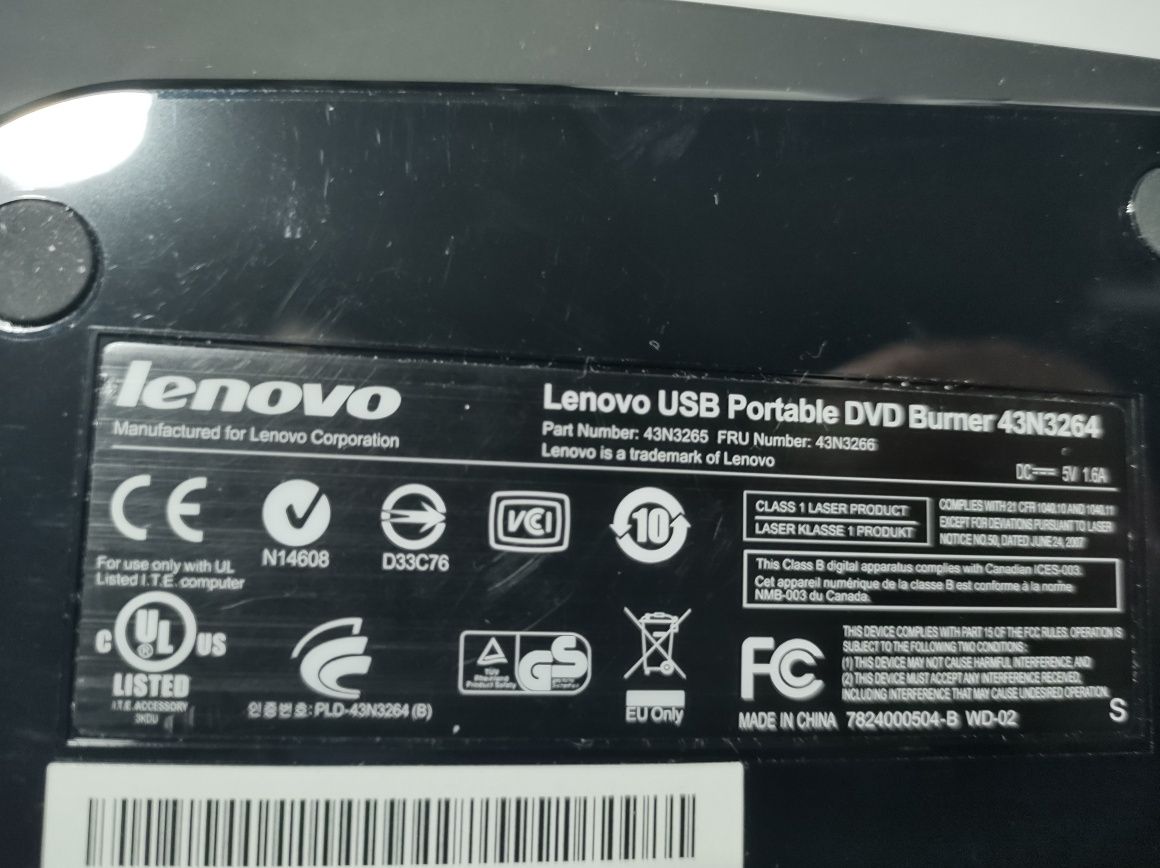 lenovo
Manufactured for Lenovo Corporation
Lenovo USB Portable DVD Burner 43N3264
Part Number: 43N3265 FRU Number: 43N3266
Lenovo is a trademark of Lenovo
DC⎓ 5V 1.6A
CE
N14608
D33C76
VCI
10
CLASS 1 LASER PRODUCT
LASER KLASSE 1 PRODUKT
COMPLIES WITH 21 CFR 1040.10 AND 1040.11
EXCEPT FOR DEVIATIONS PURSUANT TO LASER
NOTICE NO.50, DATED JUNE 24, 2007
For use only with UL
Listed I.T.E. computer
This Class B digital apparatus complies with Canadian ICES-003.
Cet appareil numérique de la classe B est conforme à la norme
NMB-003 du Canada.
C UL US
®
LISTED
I.T.E. ACCESSORY
3KDU
인증번호: PLD-43N3264 (B)
TÜV
Rheinland
Product Safety
GS
EU Only
FC
THIS DEVICE COMPLIES WITH PART 15 OF THE FCC RULES. OPERATION IS
SUBJECT TO THE FOLLOWING TWO CONDITIONS:
(1) THIS DEVICE MAY NOT CAUSE HARMFUL INTERFERENCE, AND
(2) THIS DEVICE MUST ACCEPT ANY INTERFERENCE RECEIVED,
INCLUDING INTERFERENCE THAT MAY CAUSE UNDESIRED OPERATION.
MADE IN CHINA 7824000504-B WD-02
S